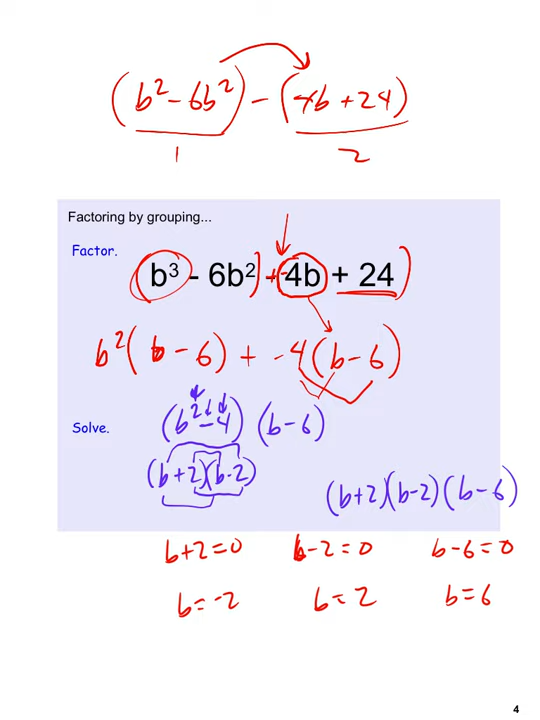 (b² - 6b²) - (4b + 24)
1 2
Factoring by grouping...
Factor.
(b³ - 6b²) + (-4b + 24)
b²(b - 6) + -4(b - 6)
Solve.
(b² - 4)(b - 6)
(b + 2)(b - 2)
(b+2)(b-2)(b-6)
b+2=0 b-2=0 b-6=0
b=-2 b=2 b=6
4